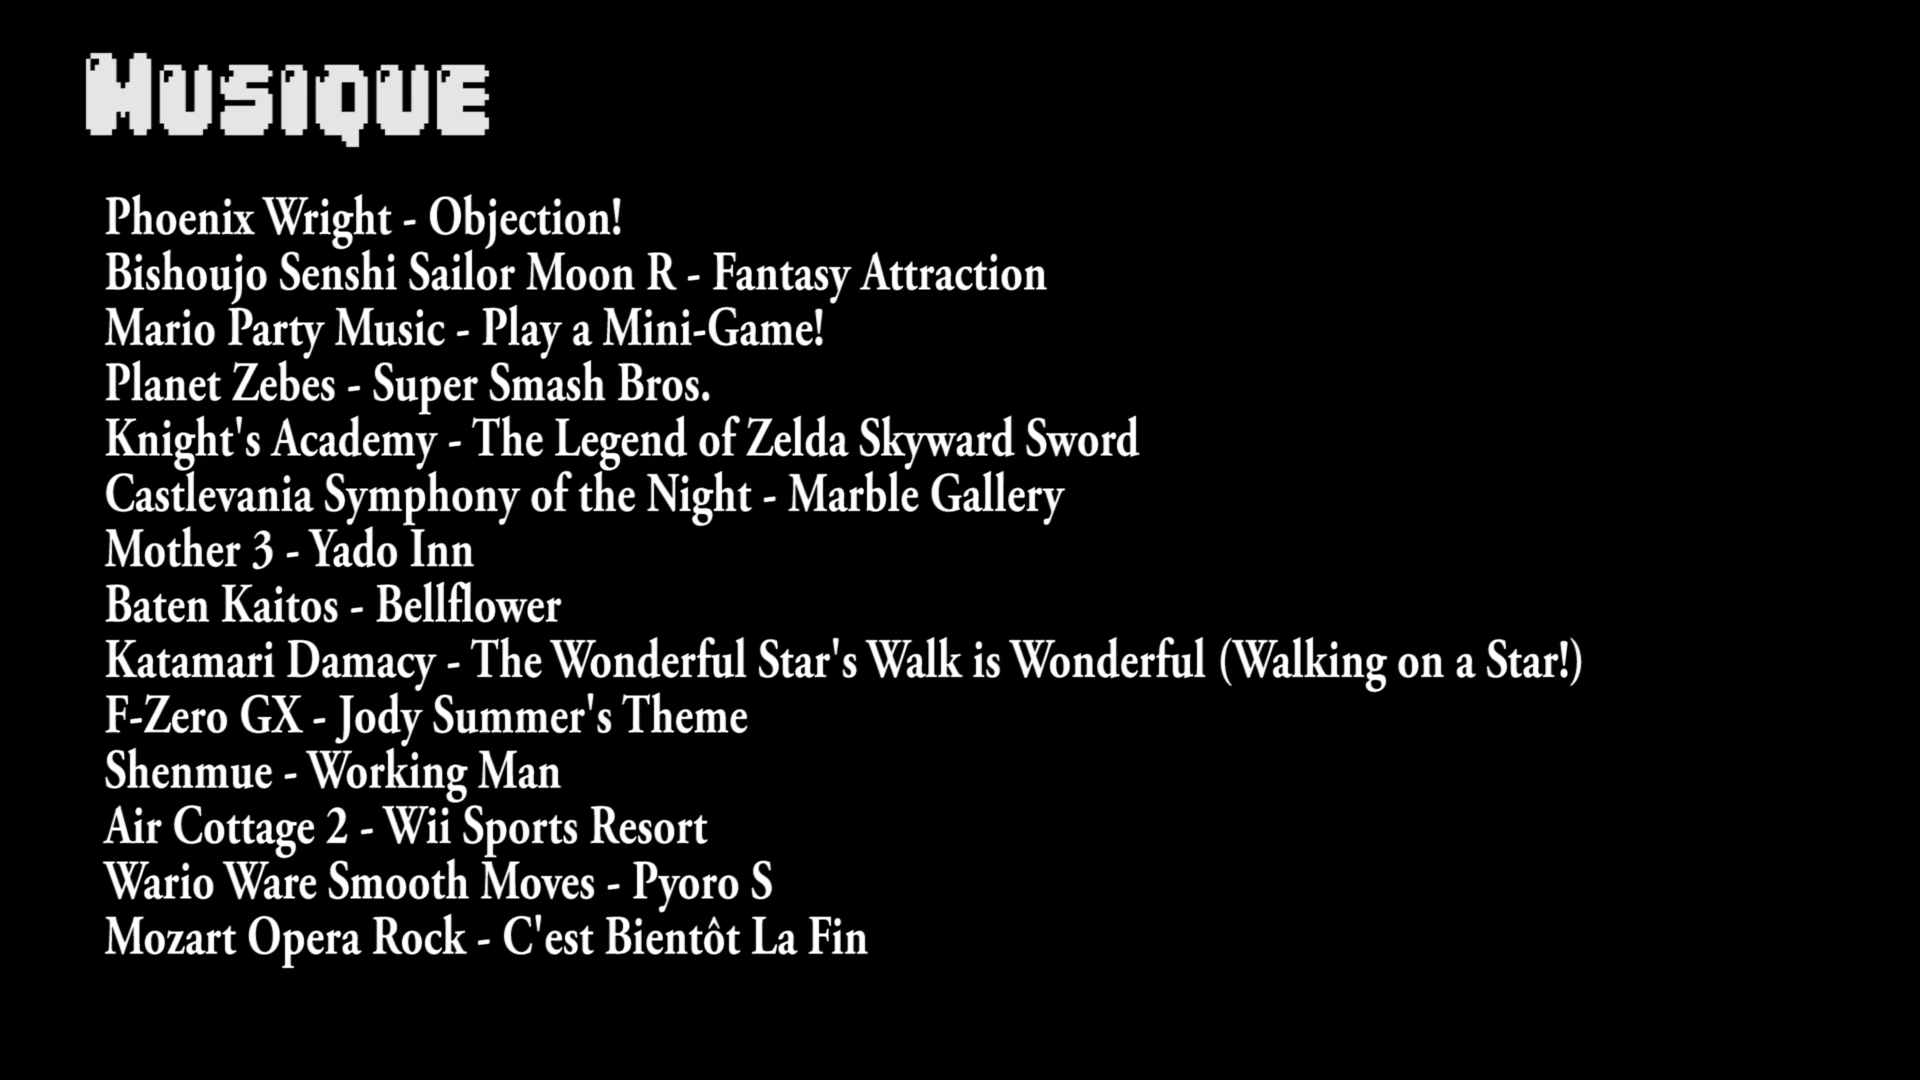 Musique
Phoenix Wright - Objection!
Bishoujo Senshi Sailor Moon R - Fantasy Attraction
Mario Party Music - Play a Mini-Game!
Planet Zebes - Super Smash Bros.
Knight's Academy - The Legend of Zelda Skyward Sword
Castlevania Symphony of the Night - Marble Gallery
Mother 3 - Yado Inn
Baten Kaitos - Bellflower
Katamari Damacy - The Wonderful Star's Walk is Wonderful (Walking on a Star!)
F-Zero GX - Jody Summer's Theme
Shenmue - Working Man
Air Cottage 2 - Wii Sports Resort
Wario Ware Smooth Moves - Pyoro S
Mozart Opera Rock - C'est Bientôt La Fin